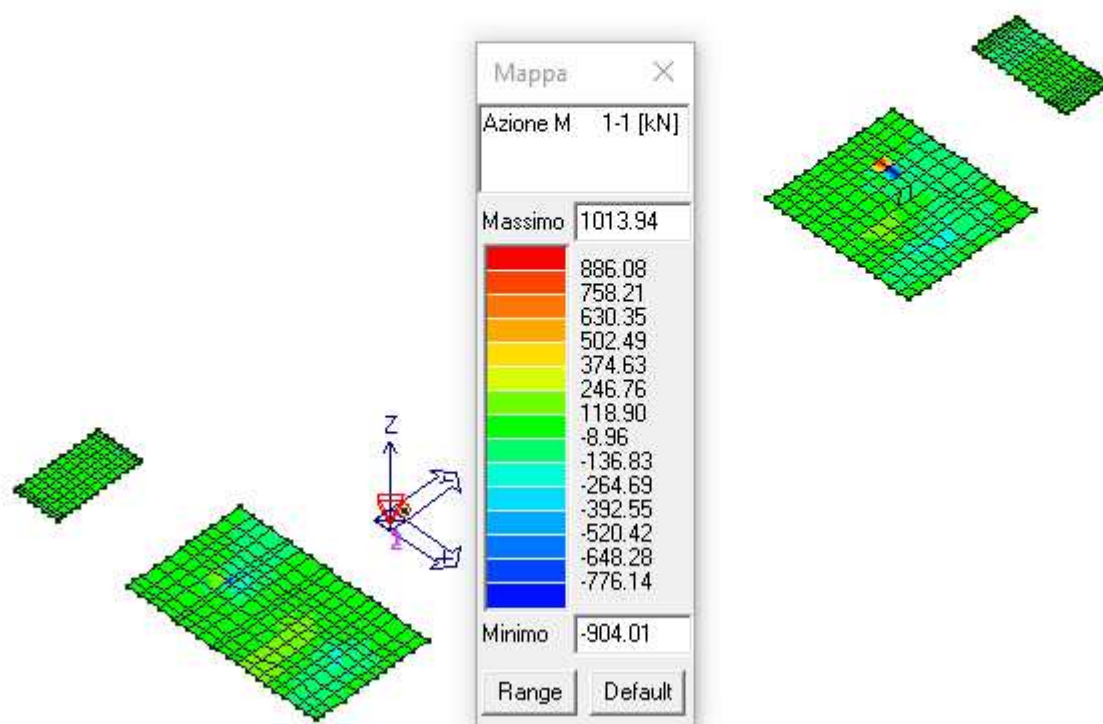 Mappa
Azione M 1-1 [kN]
Massimo 1013.94
886.08
758.21
630.35
502.49
374.63
246.76
118.90
-8.96
-136.83
-264.69
-392.55
-520.42
-648.28
-776.14
Minimo -904.01
Range Default
Z